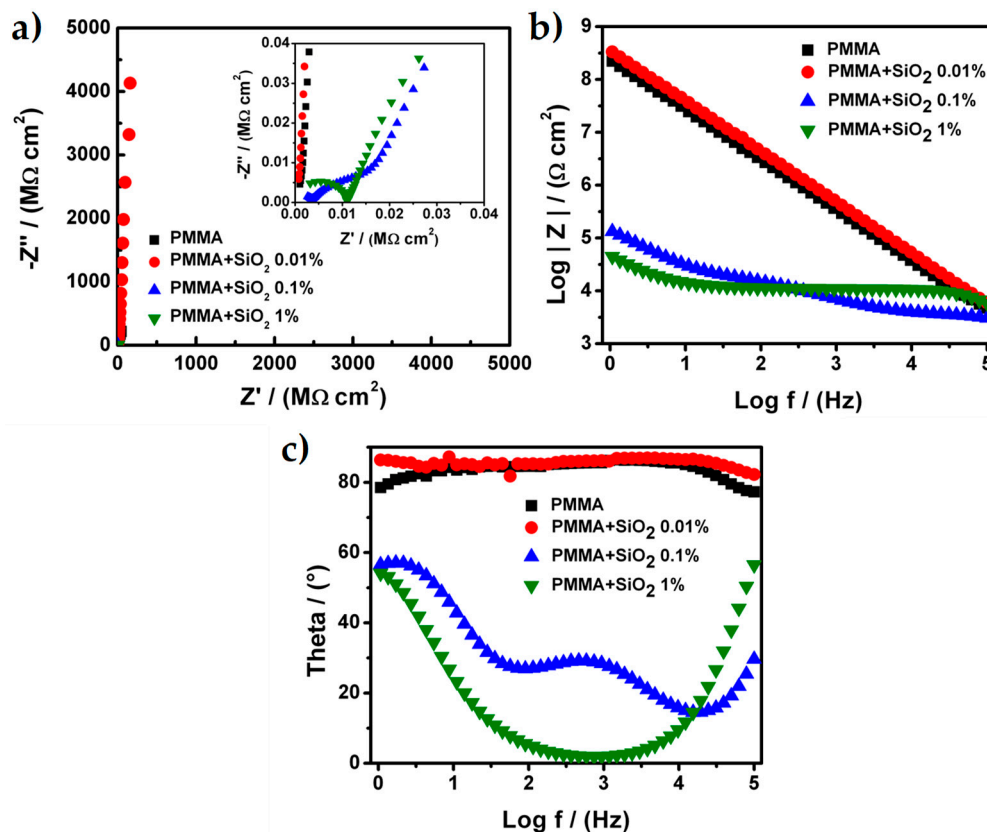 a)
5000
4000
3000
2000
1000
0
-Z'' / (MΩ cm²)
0 1000 2000 3000 4000 5000
Z' / (MΩ cm²)
0.04
0.03
0.02
0.01
0.00
-Z'' / (MΩ cm²)
0.00 0.01 0.02 0.03 0.04
Z' / (MΩ cm²)
PMMA
PMMA+SiO₂ 0.01%
PMMA+SiO₂ 0.1%
PMMA+SiO₂ 1%
b)
9
8
7
6
5
4
3
Log | Z | / (Ω cm²)
PMMA
PMMA+SiO₂ 0.01%
PMMA+SiO₂ 0.1%
PMMA+SiO₂ 1%
0 1 2 3 4 5
Log f / (Hz)
c)
80
60
40
20
0
Theta / (°)
PMMA
PMMA+SiO₂ 0.01%
PMMA+SiO₂ 0.1%
PMMA+SiO₂ 1%
0 1 2 3 4 5
Log f / (Hz)